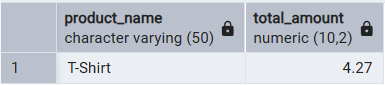 product_name total_amount
character varying (50) numeric (10,2)
1 T-Shirt 4.27